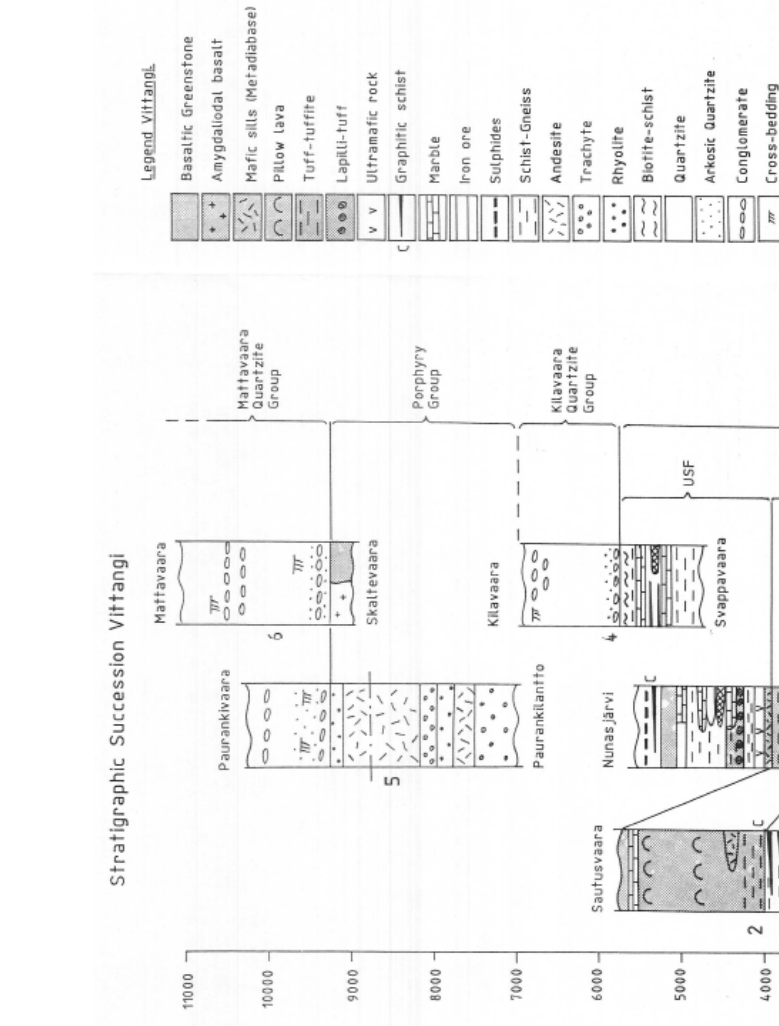 Stratigraphic Succession Vittangi
Legend Vittangi
Basaltic Greenstone
Amygdaliodal basalt
Mafic sills (Metadiabase)
Pillow lava
Tuff-tuffite
Lapilli-tuff
Ultramafic rock
Graphitic schist
Marble
Iron ore
Sulphides
Schist-Gneiss
Andesite
Trachyte
Rhyolite
Biotite-schist
Quartzite
Arkosic Quartzite
Conglomerate
Cross-bedding
C
Mattavaara
Quartzite
Group
Porphyry
Group
Kilavaara
Quartzite
Group
USF
Mattavaara
6
Skaltevaara
Kilavaara
4
Svappavaara
Paurankivaara
5
Paurankilantto
Nunasjärvi
C
Sautusvaara
2
C
11000
10000
9000
8000
7000
6000
5000
4000